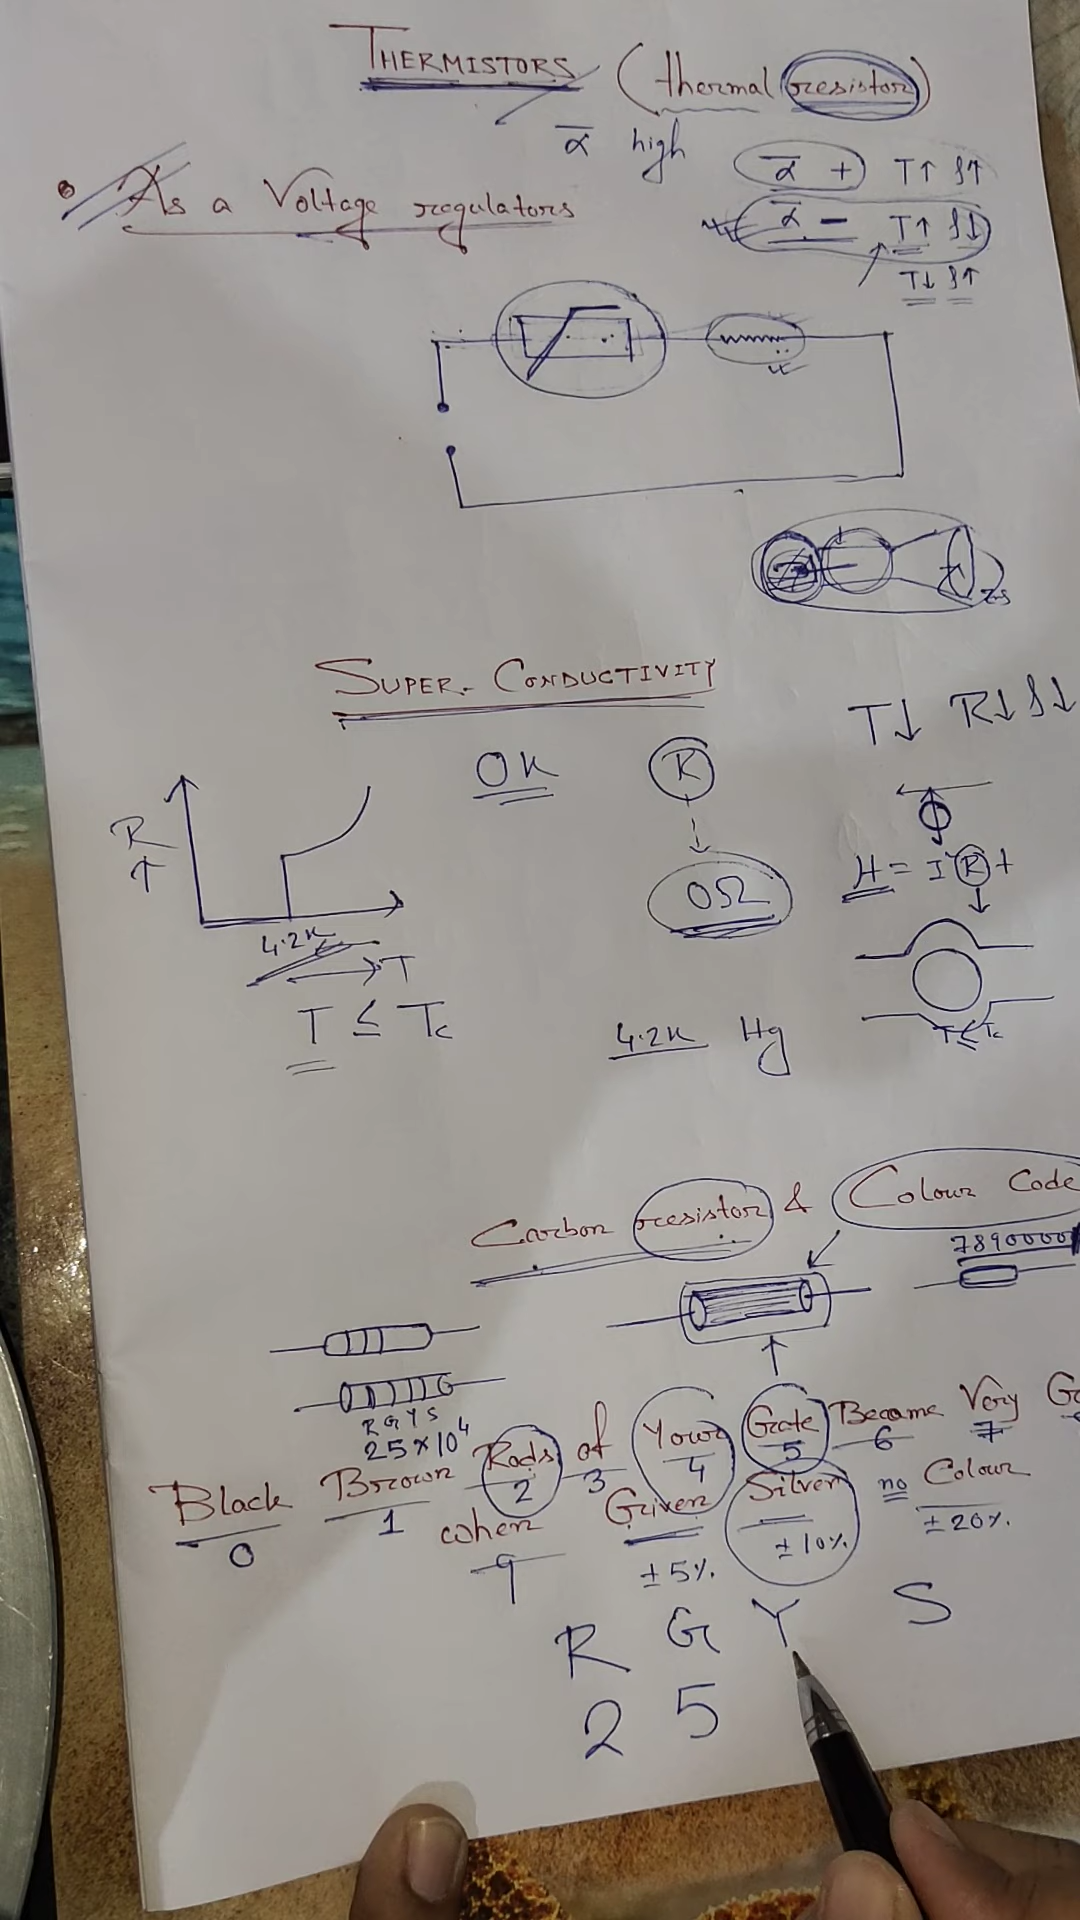 THERMISTORS (thermal resistor)
ᾱ high
ᾱ + T↑ ρ↑
As a Voltage regulators
ᾱ - T↑ ρ↓
T↓ ρ↑
SUPER-CONDUCTIVITY
T↓ R↓ ρ↓
OK R
R
↑
ϕ
H = I²Rt
0Ω
4.2K
→T
T ≤ Tc
4.2K Hg
T≤Tc
Carbon resistor & Colour Code
7890000
R G Y S
25×10⁴
Black Brown Rods of Your Gate Became Very
0 1 2 3 4 5 6 7
when Given Silver no Colour
9 ±5%. ±10%. ±20%.
R G Y S
2 5